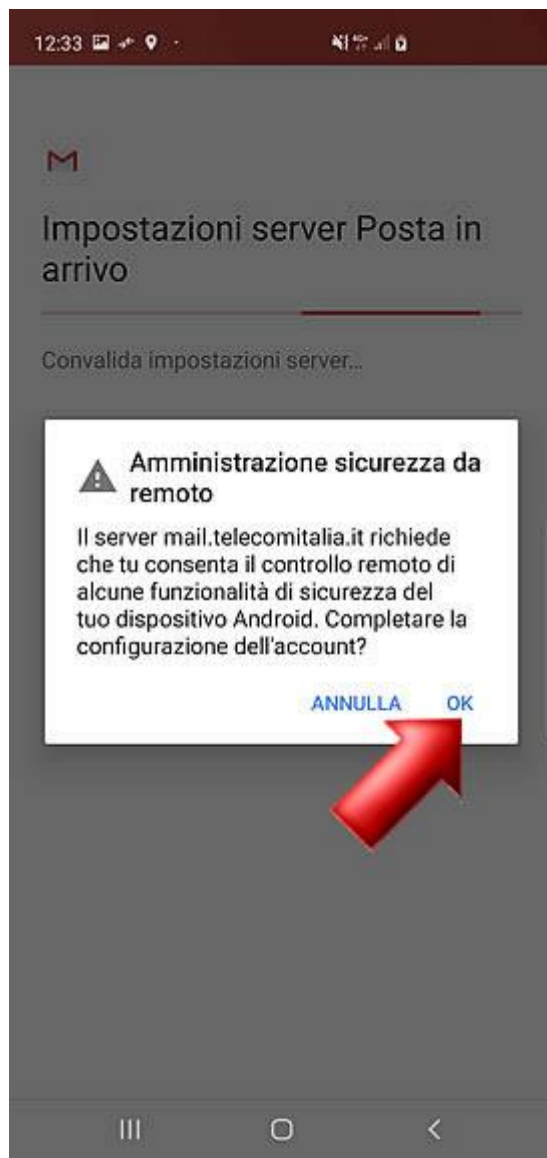 12:33
Impostazioni server Posta in
arrivo
Convalida impostazioni server...
Amministrazione sicurezza da
remoto
Il server mail.telecomitalia.it richiede
che tu consenta il controllo remoto di
alcune funzionalità di sicurezza del
tuo dispositivo Android. Completare la
configurazione dell'account?
ANNULLA OK